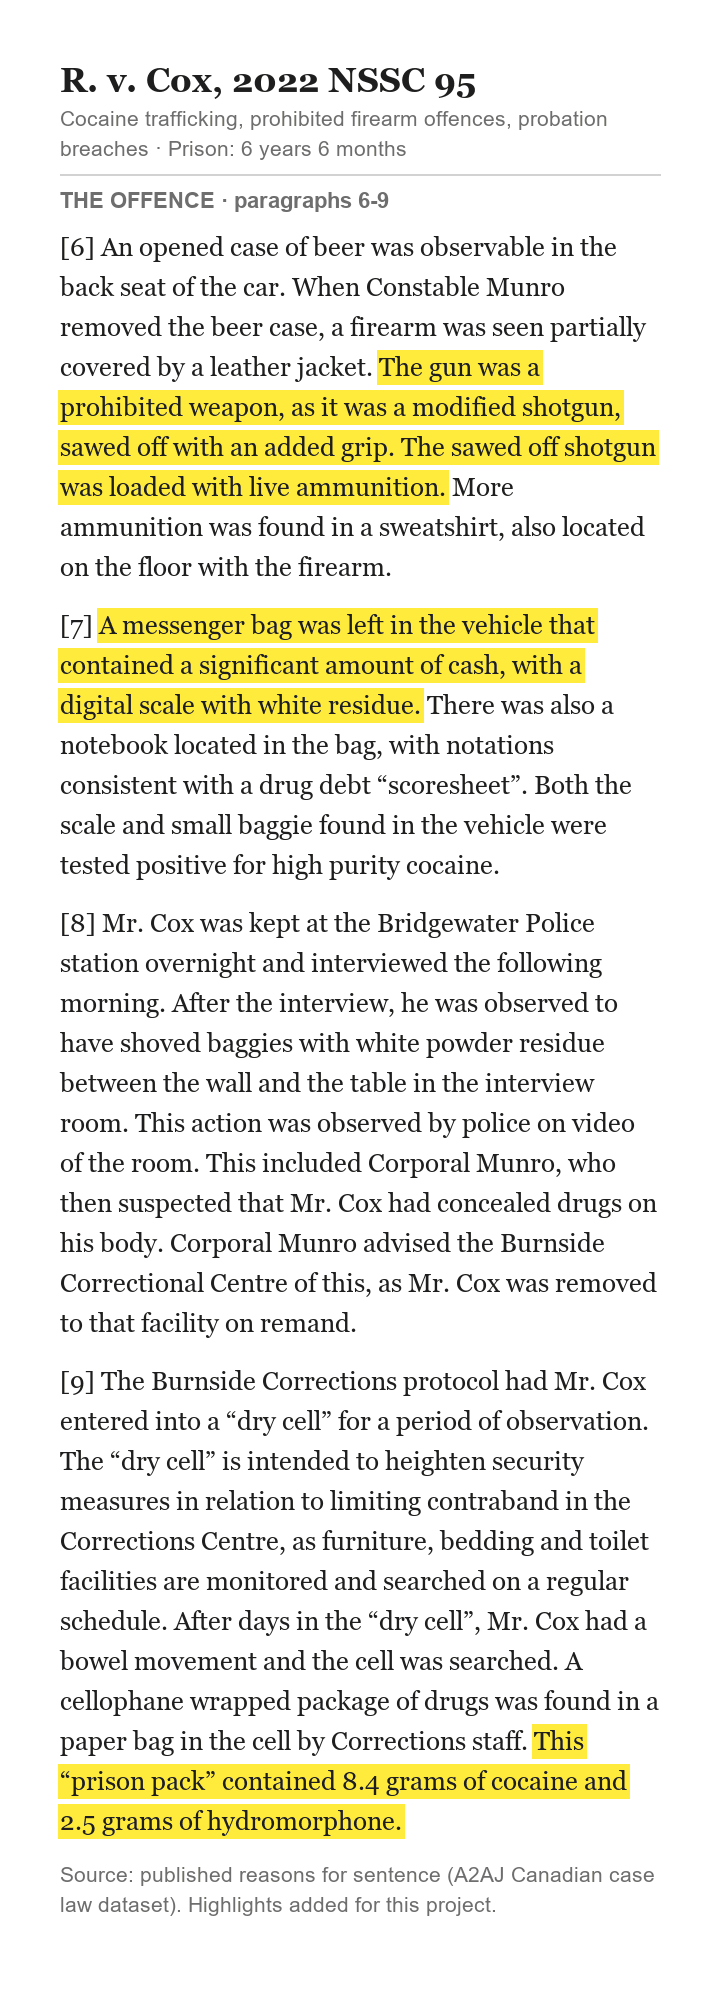 R. v. Cox, 2022 NSSC 95
Cocaine trafficking, prohibited firearm offences, probation
breaches · Prison: 6 years 6 months
THE OFFENCE · paragraphs 6-9
[6] An opened case of beer was observable in the
back seat of the car. When Constable Munro
removed the beer case, a firearm was seen partially
covered by a leather jacket. The gun was a
prohibited weapon, as it was a modified shotgun,
sawed off with an added grip. The sawed off shotgun
was loaded with live ammunition. More
ammunition was found in a sweatshirt, also located
on the floor with the firearm.
[7] A messenger bag was left in the vehicle that
contained a significant amount of cash, with a
digital scale with white residue. There was also a
notebook located in the bag, with notations
consistent with a drug debt “scoresheet”. Both the
scale and small baggie found in the vehicle were
tested positive for high purity cocaine.
[8] Mr. Cox was kept at the Bridgewater Police
station overnight and interviewed the following
morning. After the interview, he was observed to
have shoved baggies with white powder residue
between the wall and the table in the interview
room. This action was observed by police on video
of the room. This included Corporal Munro, who
then suspected that Mr. Cox had concealed drugs on
his body. Corporal Munro advised the Burnside
Correctional Centre of this, as Mr. Cox was removed
to that facility on remand.
[9] The Burnside Corrections protocol had Mr. Cox
entered into a “dry cell” for a period of observation.
The “dry cell” is intended to heighten security
measures in relation to limiting contraband in the
Corrections Centre, as furniture, bedding and toilet
facilities are monitored and searched on a regular
schedule. After days in the “dry cell”, Mr. Cox had a
bowel movement and the cell was searched. A
cellophane wrapped package of drugs was found in a
paper bag in the cell by Corrections staff. This
“prison pack” contained 8.4 grams of cocaine and
2.5 grams of hydromorphone.
Source: published reasons for sentence (A2AJ Canadian case
law dataset). Highlights added for this project.